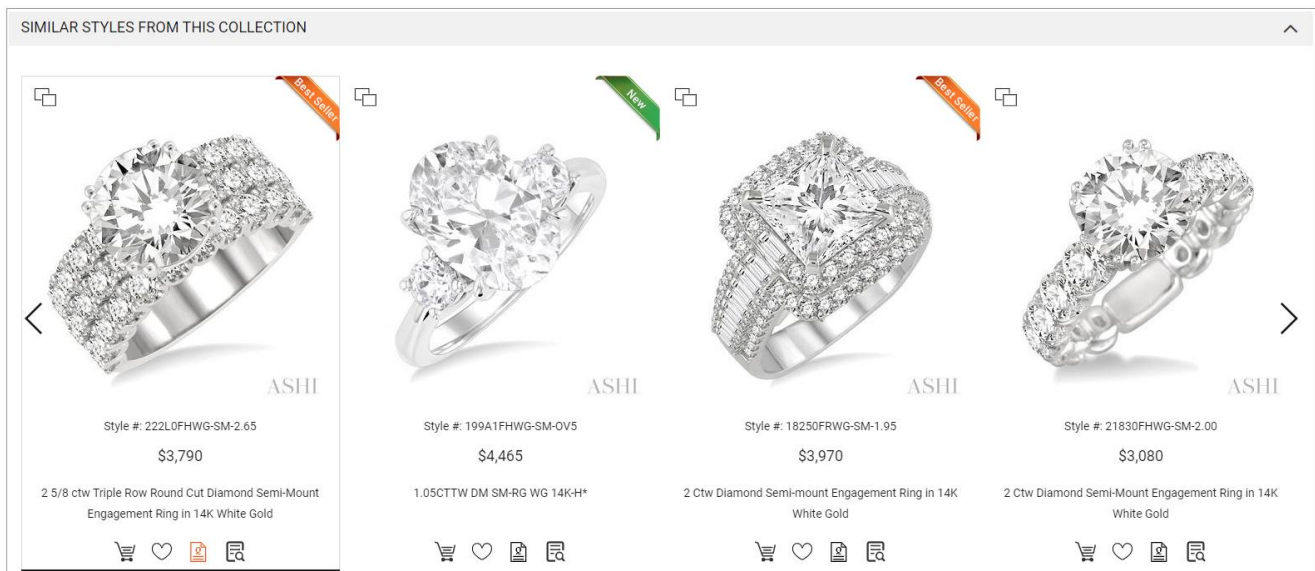 SIMILAR STYLES FROM THIS COLLECTION
Best Seller
New
Best Seller
ASHI
ASHI
ASHI
ASHI
Style #: 222L0FHWG-SM-2.65
Style #: 199A1FHWG-SM-OV5
Style #: 18250FRWG-SM-1.95
Style #: 21830FHWG-SM-2.00
$3,790
$4,465
$3,970
$3,080
2 5/8 ctw Triple Row Round Cut Diamond Semi-Mount
Engagement Ring in 14K White Gold
1.05CTTW DM SM-RG WG 14K-H*
2 Ctw Diamond Semi-mount Engagement Ring in 14K
White Gold
2 Ctw Diamond Semi-Mount Engagement Ring in 14K
White Gold